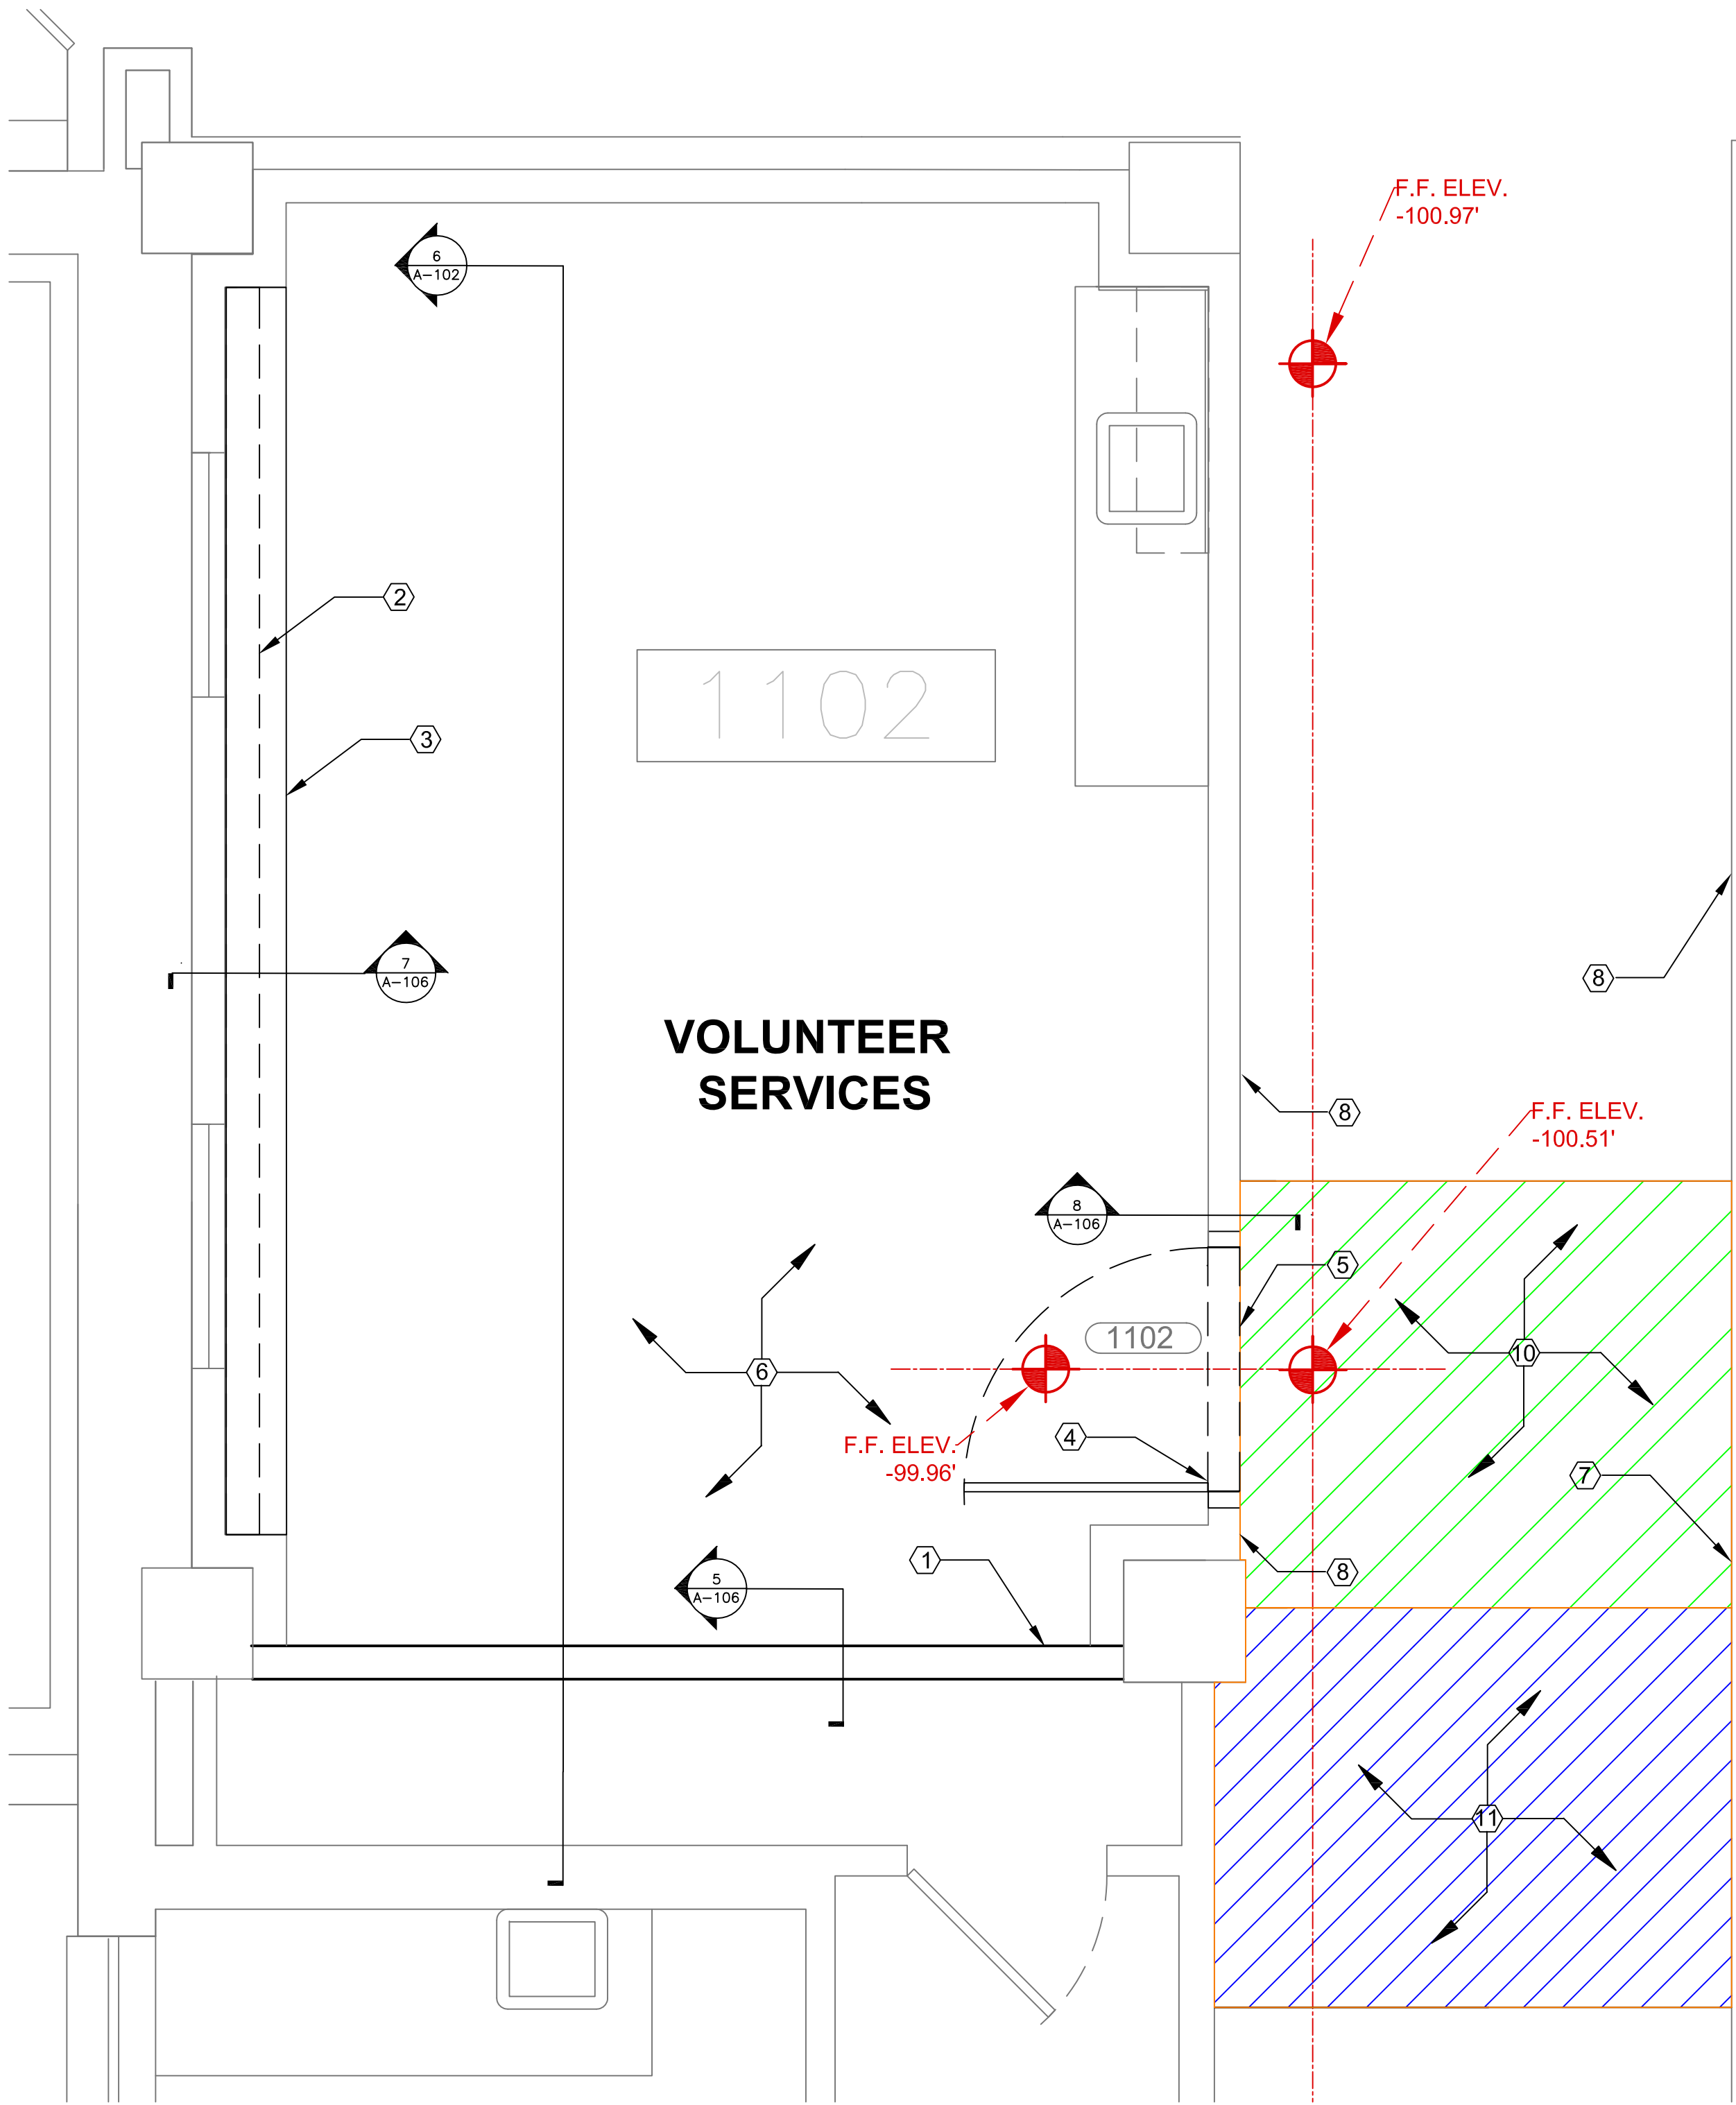 F.F. ELEV.
-100.97'
6
A-102
2
1102
3
7
A-106
8
VOLUNTEER
SERVICES
8
F.F. ELEV.
-100.51'
8
A-106
5
1102
10
6
4
F.F. ELEV.
-99.96'
7
1
8
5
A-106
11